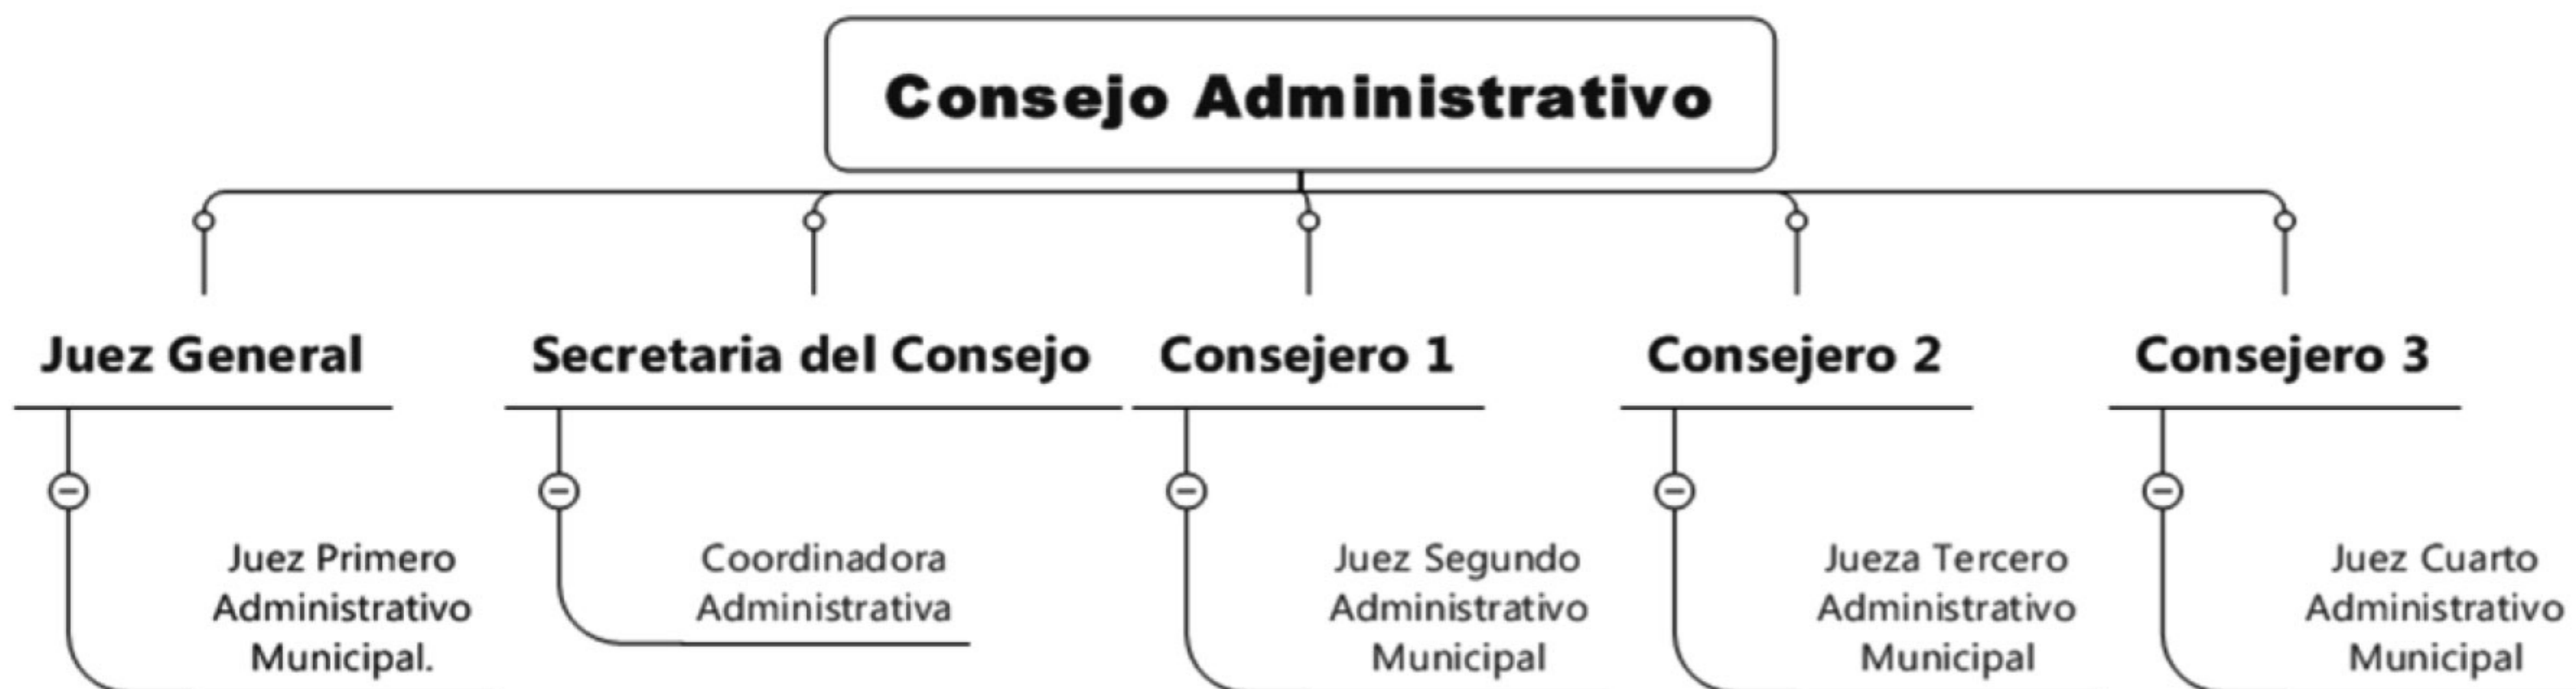 Consejo Administrativo
Juez General
Secretaria del Consejo
Consejero 1
Consejero 2
Consejero 3
Juez Primero
Administrativo
Municipal.
Coordinadora
Administrativa
Juez Segundo
Administrativo
Municipal
Jueza Tercero
Administrativo
Municipal
Juez Cuarto
Administrativo
Municipal